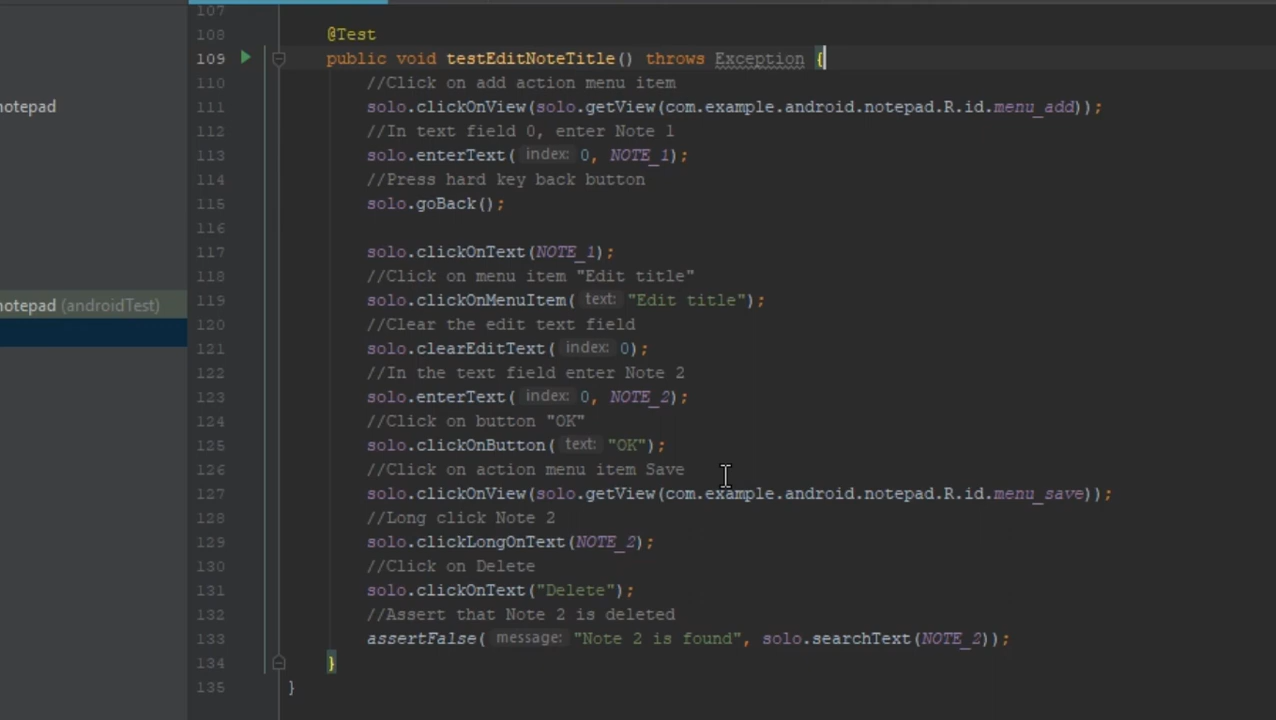 107
108 @Test
109 public void testEditNoteTitle() throws Exception {
110 //Click on add action menu item
notepad
111 solo.clickOnView(solo.getView(com.example.android.notepad.R.id.menu_add));
112 //In text field 0, enter Note 1
113 solo.enterText( index: 0, NOTE_1);
114 //Press hard key back button
115 solo.goBack();
116
117 solo.clickOnText(NOTE_1);
118 //Click on menu item "Edit title"
119 solo.clickOnMenuItem( text: "Edit title");
notepad (androidTest)
120 //Clear the edit text field
121 solo.clearEditText( index: 0);
122 //In the text field enter Note 2
123 solo.enterText( index: 0, NOTE_2);
124 //Click on button "OK"
125 solo.clickOnButton( text: "OK");
126 //Click on action menu item Save
127 solo.clickOnView(solo.getView(com.example.android.notepad.R.id.menu_save));
128 //Long click Note 2
129 solo.clickLongOnText(NOTE_2);
130 //Click on Delete
131 solo.clickOnText("Delete");
132 //Assert that Note 2 is deleted
133 assertFalse( message: "Note 2 is found", solo.searchText(NOTE_2));
134 }
135 }